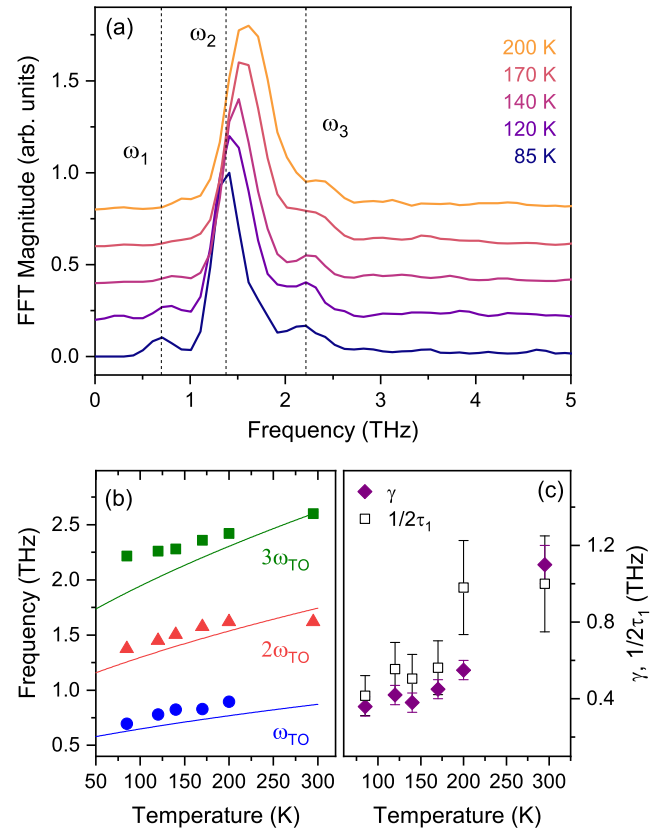 (a)
ω2
200 K
170 K
140 K
120 K
85 K
ω1
ω3
FFT Magnitude (arb. units)
1.5
1.0
0.5
0.0
0 1 2 3 4 5
Frequency (THz)
(b)
(c)
γ
1/2τ1
2.5
2.0
1.5
1.0
0.5
3ωTO
2ωTO
ωTO
Frequency (THz)
1.2
0.8
0.4
γ, 1/2τ1 (THz)
50 100 150 200 250 300
100 150 200 250 300
Temperature (K)
Temperature (K)